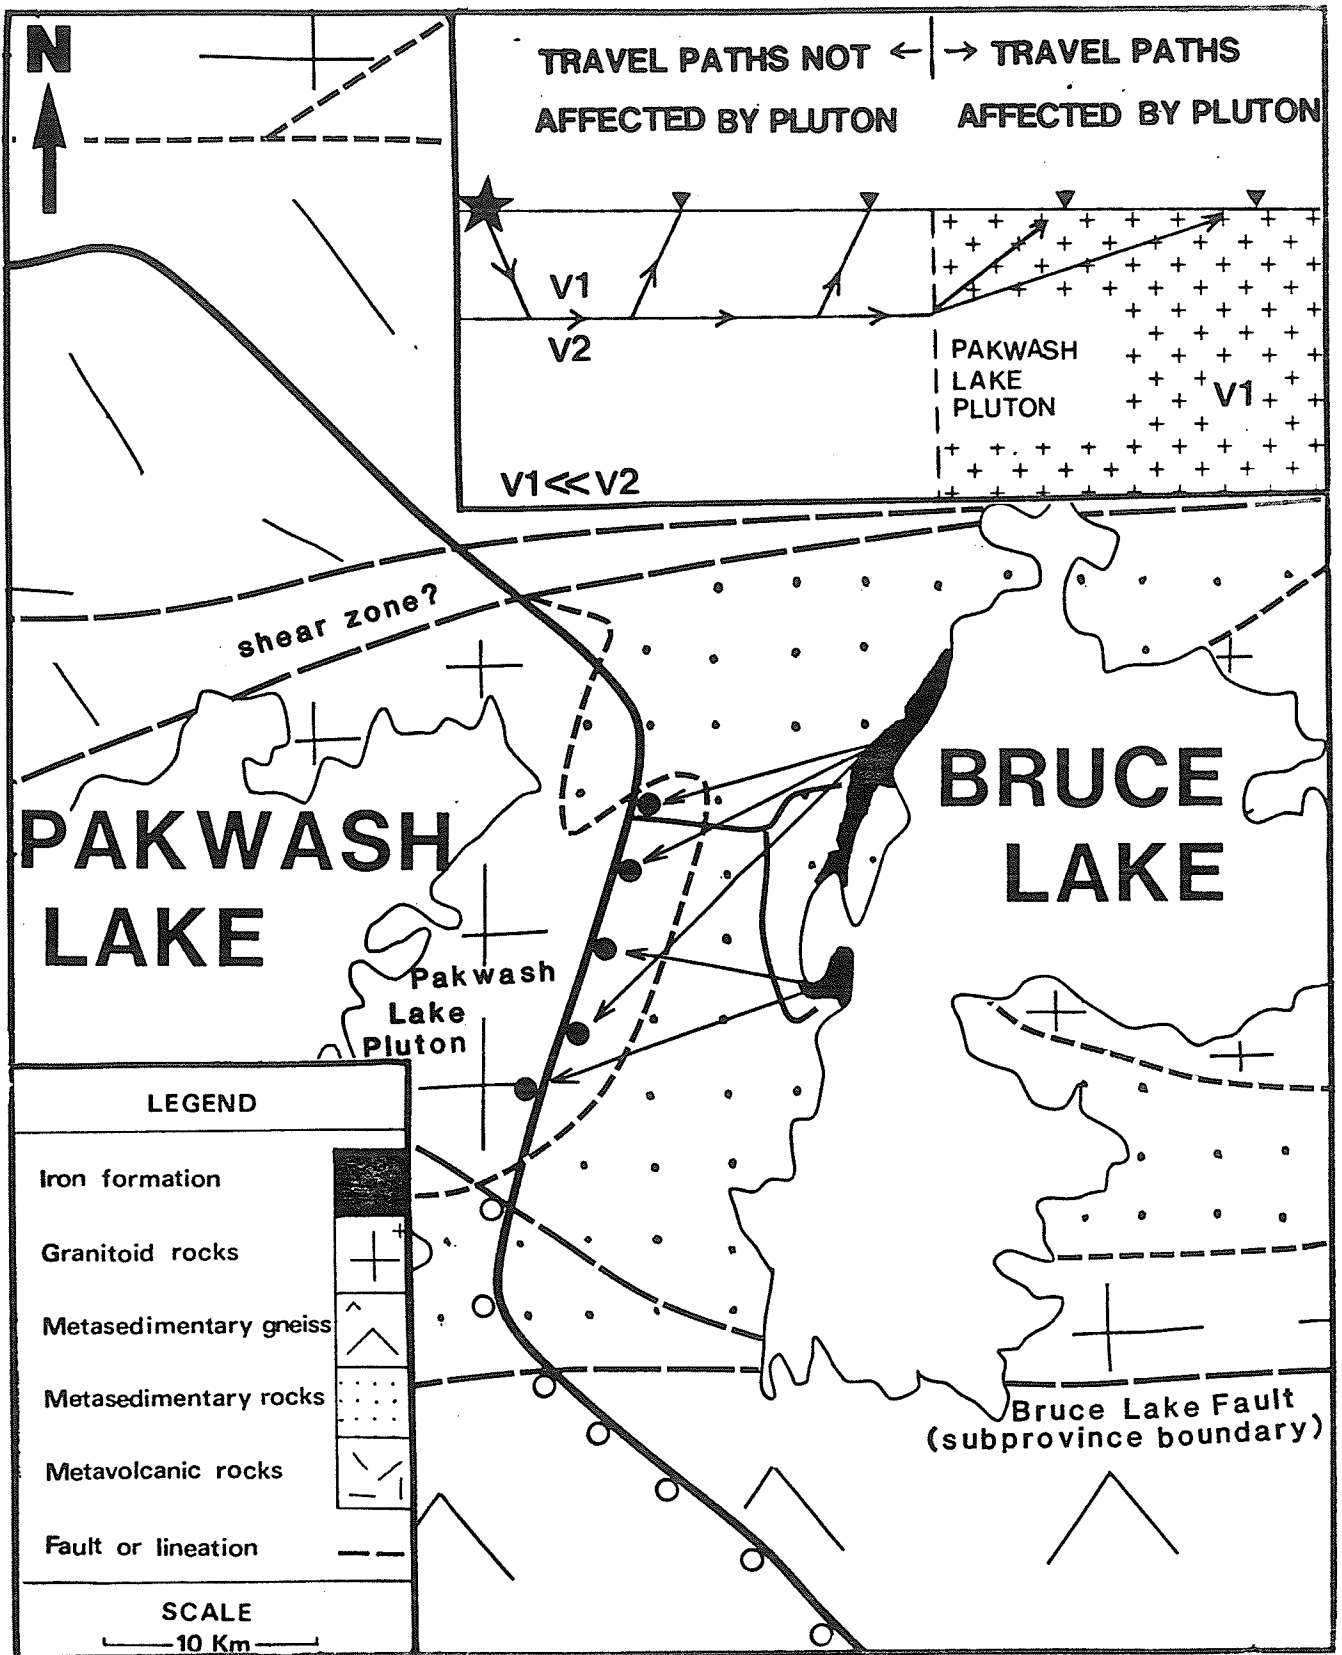 N
TRAVEL PATHS NOT ← | → TRAVEL PATHS
AFFECTED BY PLUTON AFFECTED BY PLUTON
V1
V2
PAKWASH
LAKE
PLUTON
V1
V1<<V2
shear zone?
BRUCE
LAKE
PAKWASH
LAKE
Pakwash
Lake
Pluton
LEGEND
Iron formation
Granitoid rocks
Metasedimentary gneiss
Metasedimentary rocks
Metavolcanic rocks
Fault or lineation
SCALE
10 Km
Bruce Lake Fault
(subprovince boundary)